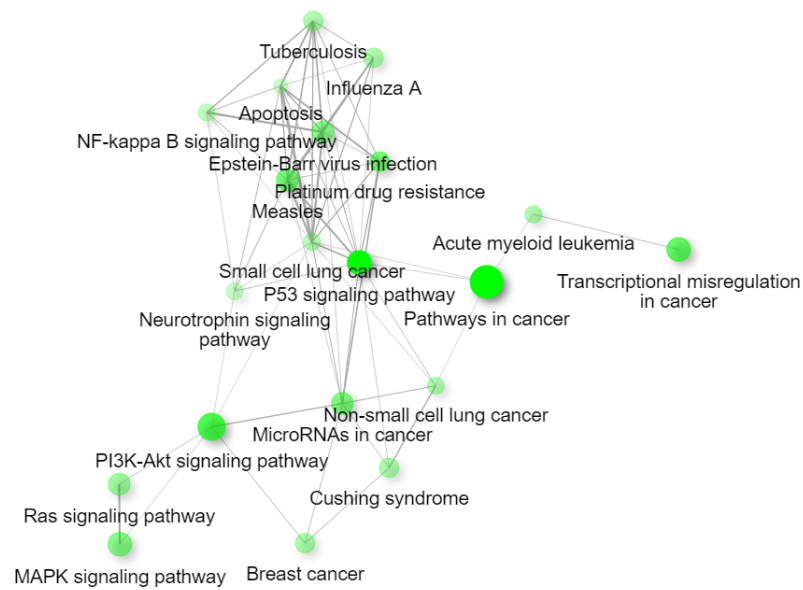 Tuberculosis
Influenza A
Apoptosis
NF-kappa B signaling pathway
Epstein-Barr virus infection
Platinum drug resistance
Measles
Acute myeloid leukemia
Small cell lung cancer
Transcriptional misregulation
in cancer
P53 signaling pathway
Neurotrophin signaling
pathway
Pathways in cancer
Non-small cell lung cancer
MicroRNAs in cancer
PI3K-Akt signaling pathway
Cushing syndrome
Ras signaling pathway
MAPK signaling pathway
Breast cancer